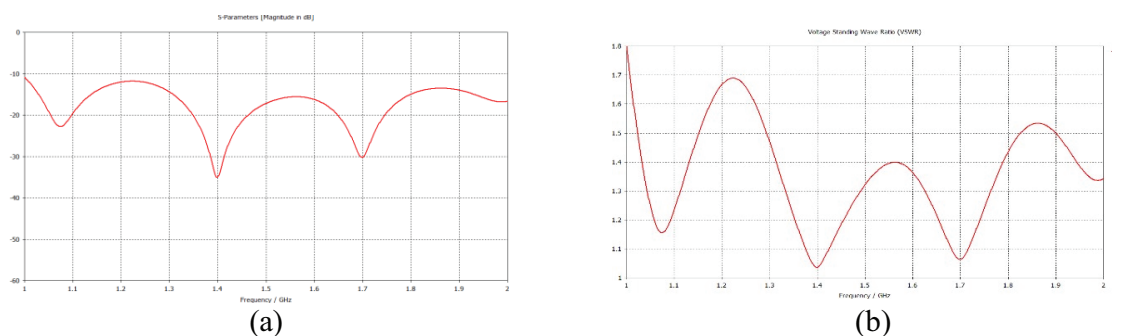 S-Parameters [Magnitude in dB]
0
-10
-20
-30
-40
-50
-60
1 1.1 1.2 1.3 1.4 1.5 1.6 1.7 1.8 1.9 2
Frequency / GHz
(a)
Voltage Standing Wave Ratio (VSWR)
1.8
1.7
1.6
1.5
1.4
1.3
1.2
1.1
1
1 1.1 1.2 1.3 1.4 1.5 1.6 1.7 1.8 1.9 2
Frequency / GHz
(b)